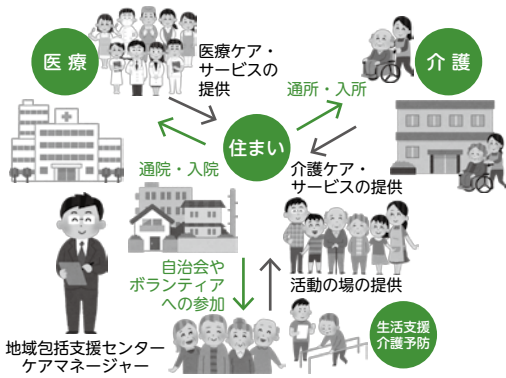 医療
医療ケア・
サービスの
提供
介護
通所・入所
住まい
通院・入院
介護ケア・
サービスの提供
自治会や
ボランティア
への参加
活動の場の提供
生活支援
介護予防
地域包括支援センター
ケアマネージャー